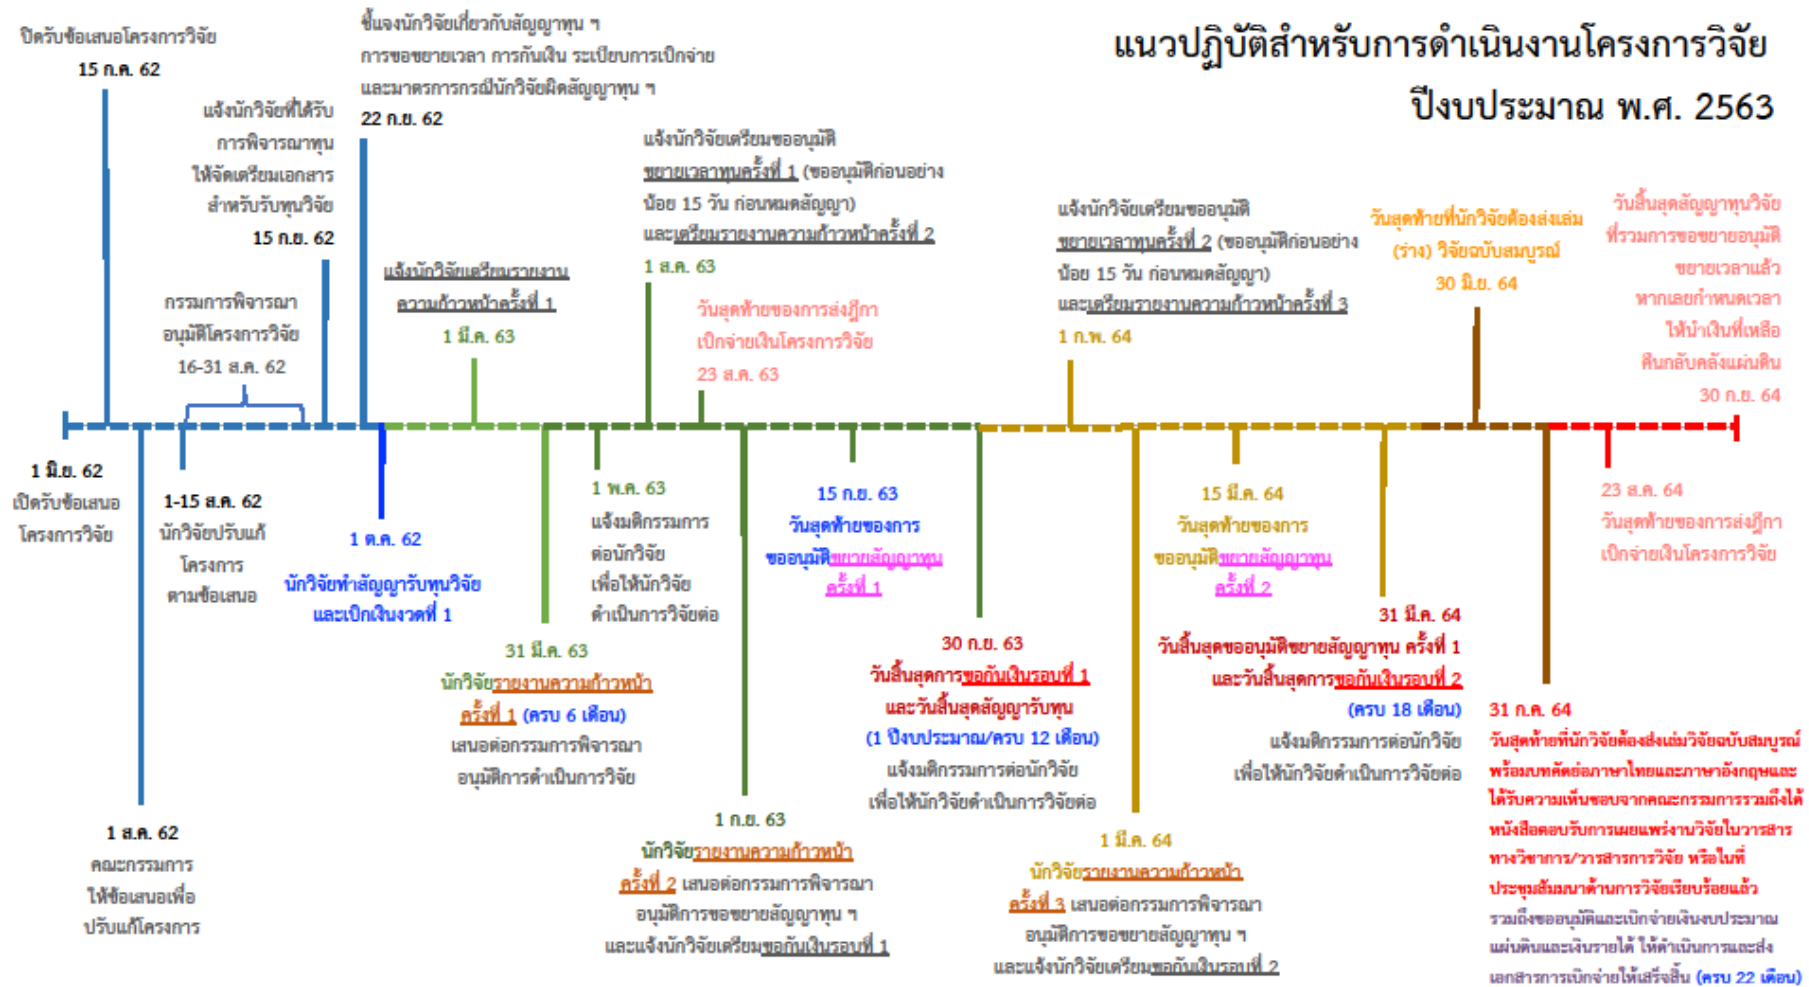 แนวปฏิบัติสำหรับการดำเนินงานโครงการวิจัย
ปีงบประมาณ พ.ศ. 2563
ปิดรับข้อเสนอโครงการวิจัย
15 ก.ค. 62
แจ้งนักวิจัยที่ได้รับ
การพิจารณาทุน
ให้จัดเตรียมเอกสาร
สำหรับรับทุนวิจัย
15 ก.ย. 62
กรรมการพิจารณา
อนุมัติโครงการวิจัย
16-31 ส.ค. 62
ชี้แจงนักวิจัยเกี่ยวกับสัญญาทุน ฯ
การขอขยายเวลา การกันเงิน ระเบียบการเบิกจ่าย
และมาตรการกรณีนักวิจัยผิดสัญญาทุน ฯ
22 ก.ย. 62
แจ้งนักวิจัยเตรียมรายงาน
ความก้าวหน้าครั้งที่ 1
1 มี.ค. 63
แจ้งนักวิจัยเตรียมขออนุมัติ
ขยายเวลาทุนครั้งที่ 1 (ขออนุมัติก่อนอย่าง
น้อย 15 วัน ก่อนหมดสัญญา)
และเตรียมรายงานความก้าวหน้าครั้งที่ 2
1 ส.ค. 63
วันสุดท้ายของการส่งฎีกา
เบิกจ่ายเงินโครงการวิจัย
23 ส.ค. 63
แจ้งนักวิจัยเตรียมขออนุมัติ
ขยายเวลาทุนครั้งที่ 2 (ขออนุมัติก่อนอย่าง
น้อย 15 วัน ก่อนหมดสัญญา)
และเตรียมรายงานความก้าวหน้าครั้งที่ 3
1 ก.พ. 64
วันสุดท้ายที่นักวิจัยต้องส่งเล่ม
(ร่าง) วิจัยฉบับสมบูรณ์
30 มิ.ย. 64
วันสิ้นสุดสัญญาทุนวิจัย
ที่รวมการขอขยายอนุมัติ
ขยายเวลาแล้ว
หากเลยกำหนดเวลา
ให้นำเงินที่เหลือ
คืนกลับคลังแผ่นดิน
30 ก.ย. 64
1 มิ.ย. 62
เปิดรับข้อเสนอ
โครงการวิจัย
1 ส.ค. 62
คณะกรรมการ
ให้ข้อเสนอเพื่อ
ปรับแก้โครงการ
1-15 ส.ค. 62
นักวิจัยปรับแก้
โครงการ
ตามข้อเสนอ
1 ต.ค. 62
นักวิจัยทำสัญญารับทุนวิจัย
และเบิกเงินงวดที่ 1
31 มี.ค. 63
นักวิจัยรายงานความก้าวหน้า
ครั้งที่ 1 (ครบ 6 เดือน)
เสนอต่อกรรมการพิจารณา
อนุมัติการดำเนินการวิจัย
1 พ.ค. 63
แจ้งมติกรรมการ
ต่อนักวิจัย
เพื่อให้นักวิจัย
ดำเนินการวิจัยต่อ
1 ก.ย. 63
นักวิจัยรายงานความก้าวหน้า
ครั้งที่ 2 เสนอต่อกรรมการพิจารณา
อนุมัติการขอขยายสัญญาทุน ฯ
และแจ้งนักวิจัยเตรียมขอกันเงินรอบที่ 1
15 ก.ย. 63
วันสุดท้ายของการ
ขออนุมัติขยายสัญญาทุน
ครั้งที่ 1
30 ก.ย. 63
วันสิ้นสุดการขอกันเงินรอบที่ 1
และวันสิ้นสุดสัญญารับทุน
(1 ปีงบประมาณ/ครบ 12 เดือน)
แจ้งมติกรรมการต่อนักวิจัย
เพื่อให้นักวิจัยดำเนินการวิจัยต่อ
1 มี.ค. 64
นักวิจัยรายงานความก้าวหน้า
ครั้งที่ 3 เสนอต่อกรรมการพิจารณา
อนุมัติการขอขยายสัญญาทุน ฯ
และแจ้งนักวิจัยเตรียมขอกันเงินรอบที่ 2
15 มี.ค. 64
วันสุดท้ายของการ
ขออนุมัติขยายสัญญาทุน
ครั้งที่ 2
31 มี.ค. 64
วันสิ้นสุดขออนุมัติขยายสัญญาทุน ครั้งที่ 1
และวันสิ้นสุดการขอกันเงินรอบที่ 2
(ครบ 18 เดือน)
แจ้งมติกรรมการต่อนักวิจัย
เพื่อให้นักวิจัยดำเนินการวิจัยต่อ
31 ก.ค. 64
วันสุดท้ายที่นักวิจัยต้องส่งเล่มวิจัยฉบับสมบูรณ์
พร้อมบทคัดย่อภาษาไทยและภาษาอังกฤษและ
ได้รับความเห็นชอบจากคณะกรรมการรวมถึงได้
หนังสือตอบรับการเผยแพร่งานวิจัยในวารสาร
ทางวิชาการ/วารสารการวิจัย หรือในที่
ประชุมสัมมนาด้านการวิจัยเรียบร้อยแล้ว
รวมถึงขออนุมัติและเบิกจ่ายเงินงบประมาณ
แผ่นดินและเงินรายได้ ให้ดำเนินการและส่ง
เอกสารการเบิกจ่ายให้เสร็จสิ้น (ครบ 22 เดือน)
23 ส.ค. 64
วันสุดท้ายของการส่งฎีกา
เบิกจ่ายเงินโครงการวิจัย